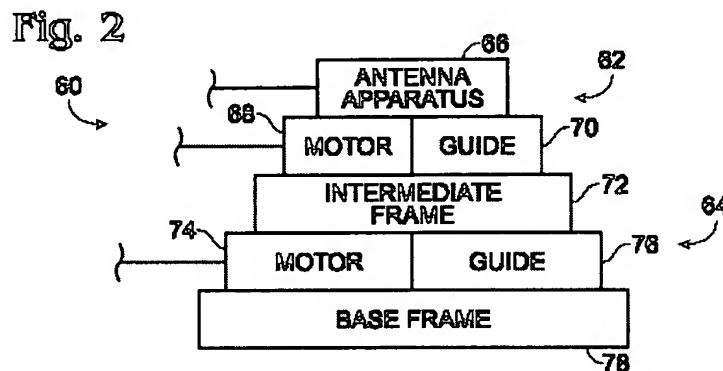 Fig. 2
66
60
ANTENNA
APPARATUS
62
68
MOTOR
GUIDE
70
INTERMEDIATE
FRAME
72
64
74
MOTOR
GUIDE
76
BASE FRAME
78